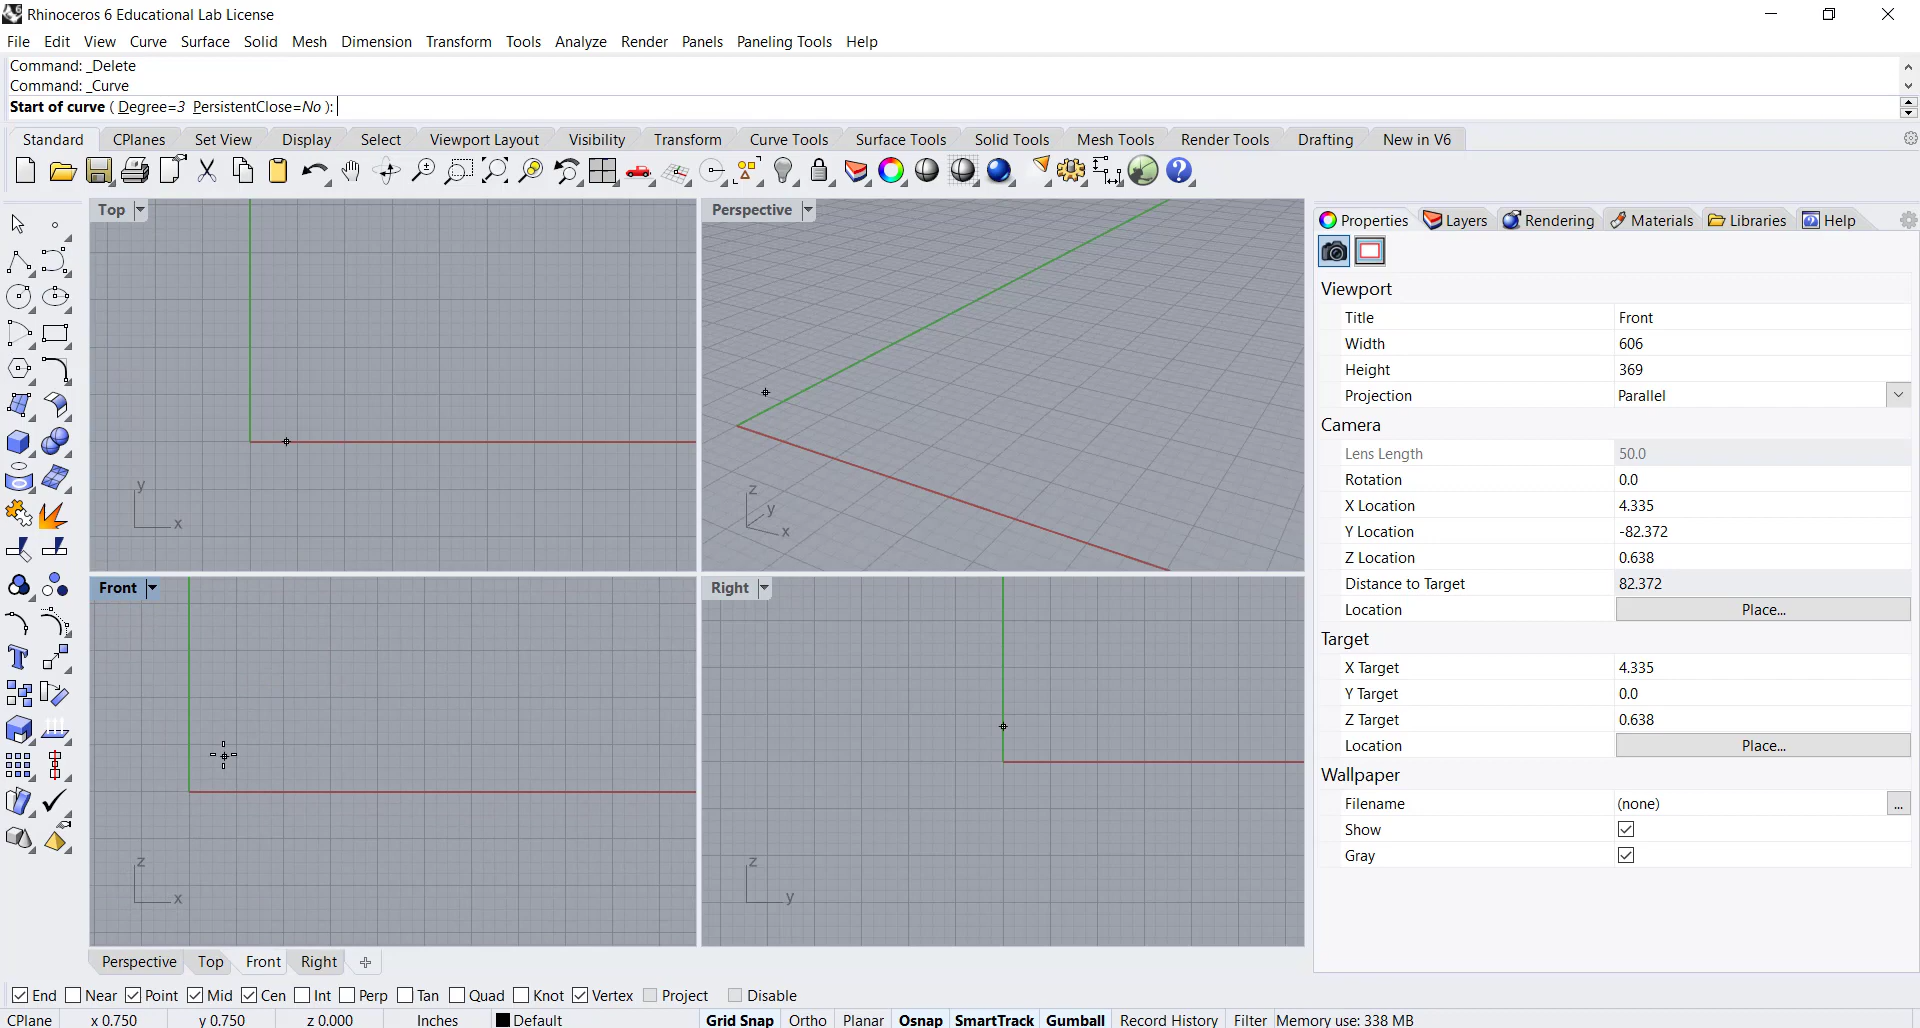 Rhinoceros 6 Educational Lab License
File Edit View Curve Surface Solid Mesh Dimension Transform Tools Analyze Render Panels Paneling Tools Help
Command: _Delete
Command: _Curve
Start of curve ( Degree=3 PersistentClose=No ):
Standard CPlanes Set View Display Select Viewport Layout Visibility Transform Curve Tools Surface Tools Solid Tools Mesh Tools Render Tools Drafting New in V6
Top
y
x
Perspective
z
y
x
Front
z
x
Right
z
y
Properties Layers Rendering Materials Libraries Help
Viewport
Title Front
Width 606
Height 369
Projection Parallel
Camera
Lens Length 50.0
Rotation 0.0
X Location 4.335
Y Location -82.372
Z Location 0.638
Distance to Target 82.372
Location Place...
Target
X Target 4.335
Y Target 0.0
Z Target 0.638
Location Place...
Wallpaper
Filename (none) ...
Show
Gray
Perspective Top Front Right
End Near Point Mid Cen Int Perp Tan Quad Knot Vertex Project Disable
CPlane x 0.750 y 0.750 z 0.000 Inches Default Grid Snap Ortho Planar Osnap SmartTrack Gumball Record History Filter Memory use: 338 MB